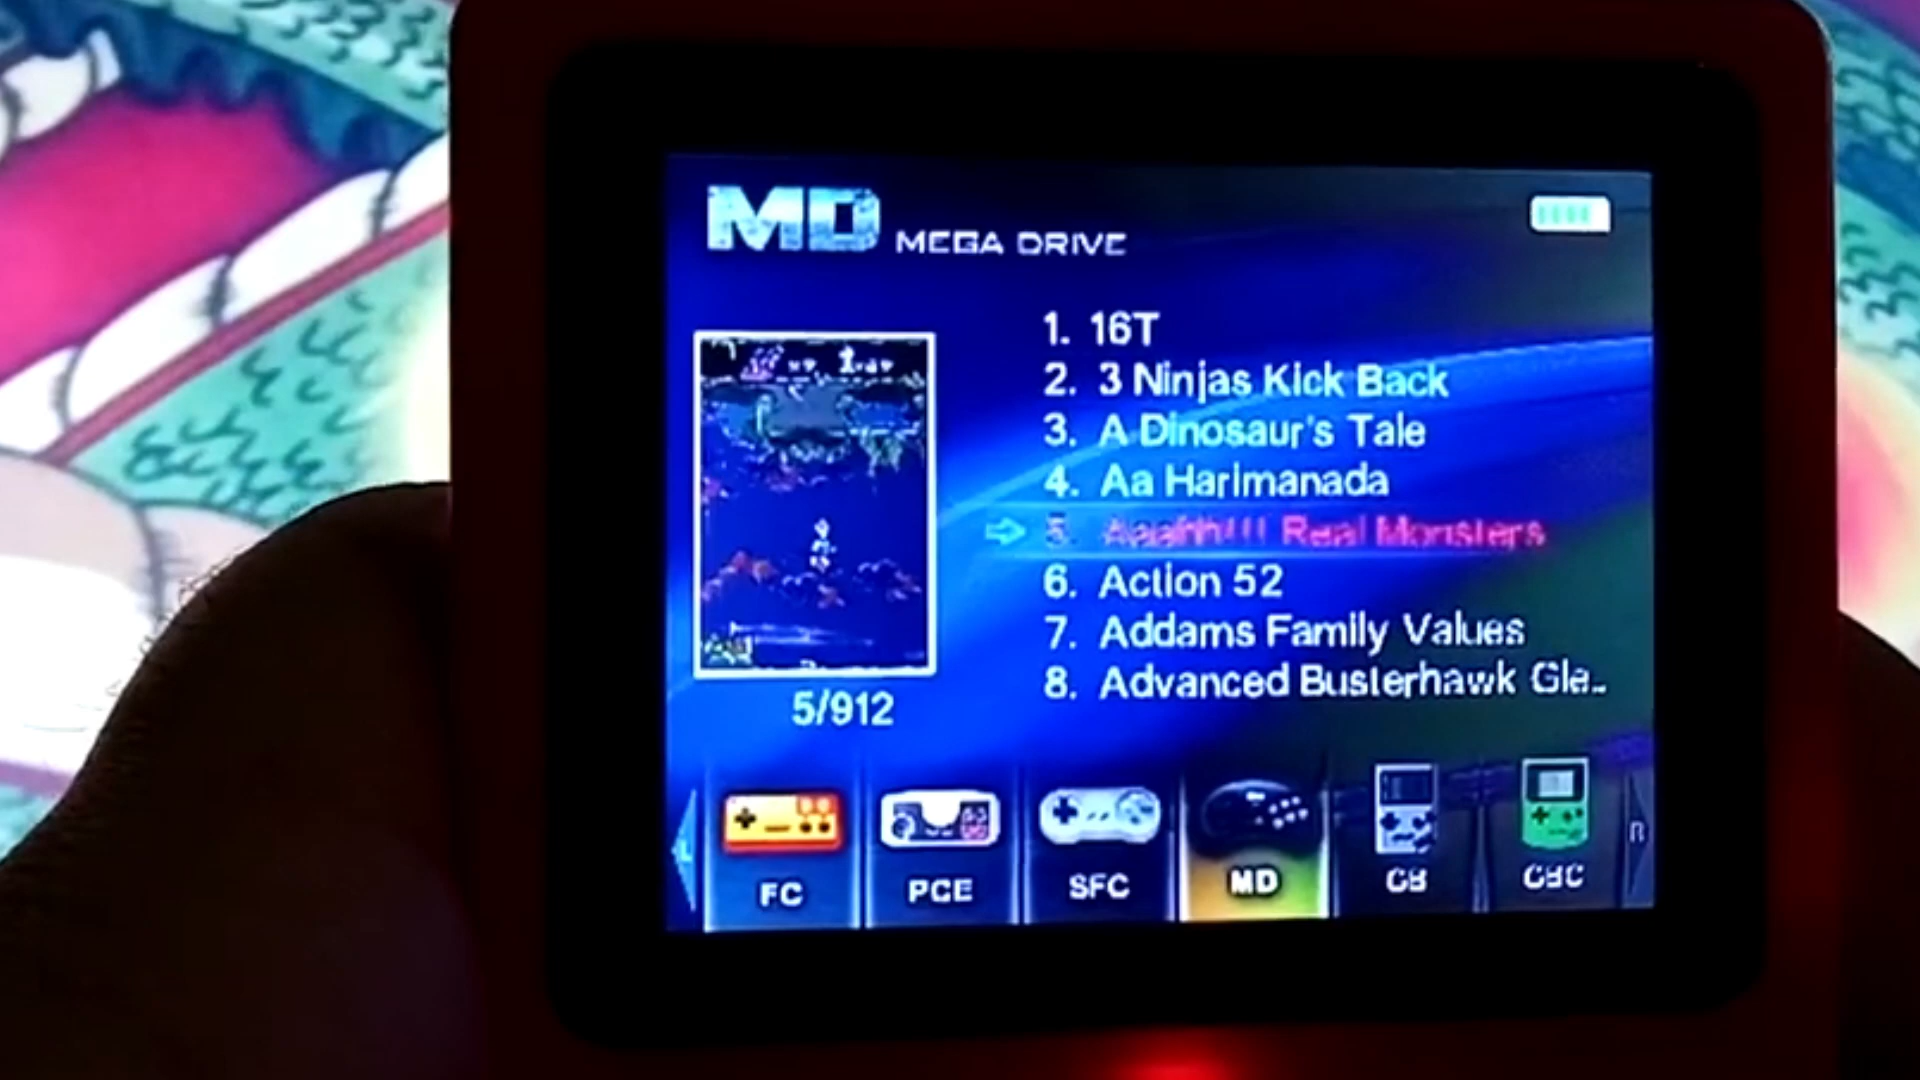 MD MEGA DRIVE
1. 16T
2. 3 Ninjas Kick Back
3. A Dinosaur's Tale
4. Aa Harimanada
5. Aaahh!!! Real Monsters
6. Action 52
7. Addams Family Values
8. Advanced Busterhawk Gle..
5/912
L
R
FC
PCE
SFC
MD
GB
GBC